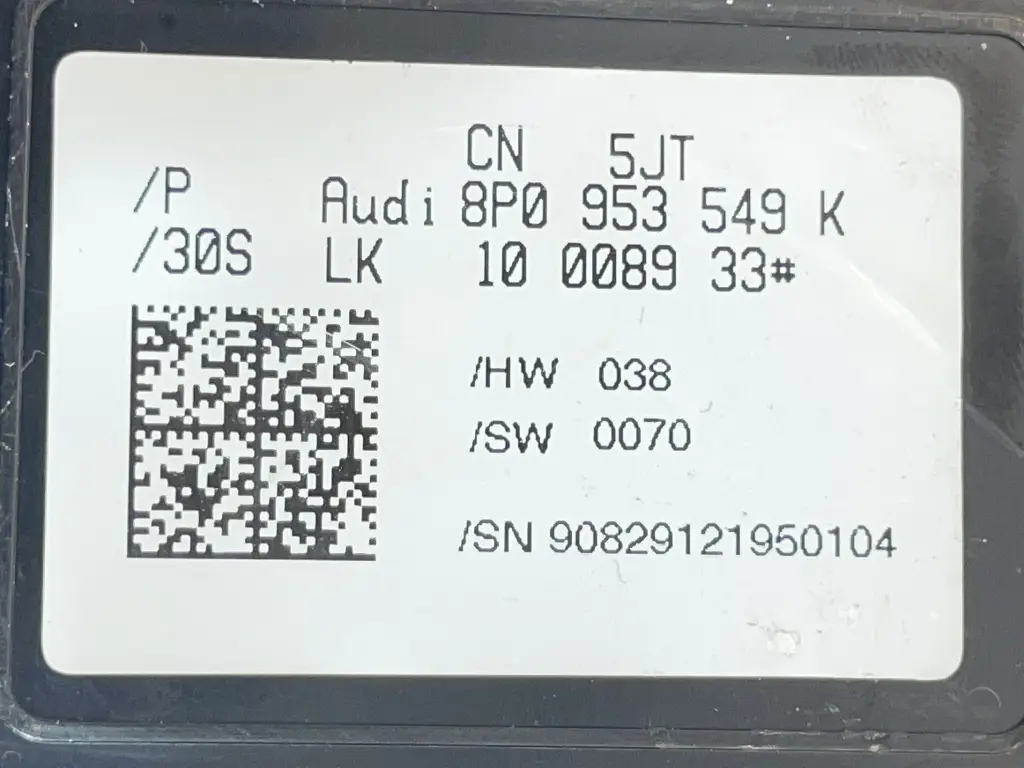 CN 5JT
/P Audi 8P0 953 549 K
/30S LK 10 0089 33#
/HW 038
/SW 0070
/SN 90829121950104